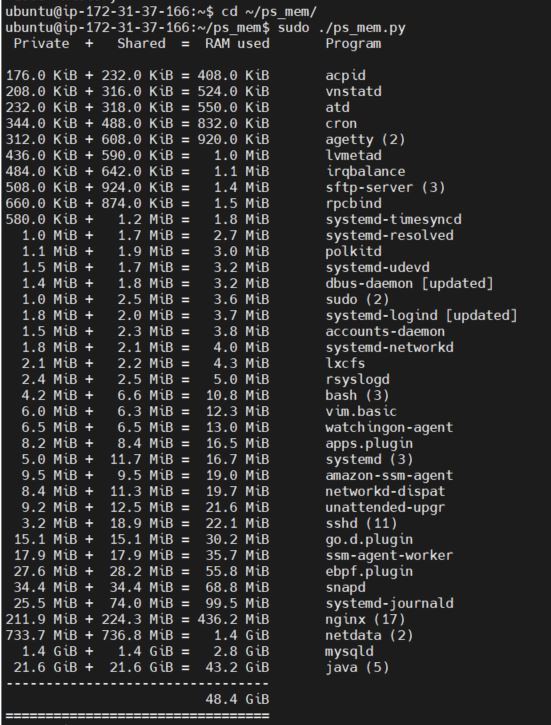 ubuntu@ip-172-31-37-166:~$ cd ~/ps_mem/
ubuntu@ip-172-31-37-166:~/ps_mem$ sudo ./ps_mem.py
 Private  +   Shared  =  RAM used       Program

176.0 KiB + 232.0 KiB = 408.0 KiB       acpid
208.0 KiB + 316.0 KiB = 524.0 KiB       vnstatd
232.0 KiB + 318.0 KiB = 550.0 KiB       atd
344.0 KiB + 488.0 KiB = 832.0 KiB       cron
312.0 KiB + 608.0 KiB = 920.0 KiB       agetty (2)
436.0 KiB + 590.0 KiB =   1.0 MiB       lvmetad
484.0 KiB + 642.0 KiB =   1.1 MiB       irqbalance
508.0 KiB + 924.0 KiB =   1.4 MiB       sftp-server (3)
660.0 KiB + 874.0 KiB =   1.5 MiB       rpcbind
580.0 KiB +   1.2 MiB =   1.8 MiB       systemd-timesyncd
  1.0 MiB +   1.7 MiB =   2.7 MiB       systemd-resolved
  1.1 MiB +   1.9 MiB =   3.0 MiB       polkitd
  1.5 MiB +   1.7 MiB =   3.2 MiB       systemd-udevd
  1.4 MiB +   1.8 MiB =   3.2 MiB       dbus-daemon [updated]
  1.0 MiB +   2.5 MiB =   3.6 MiB       sudo (2)
  1.8 MiB +   2.0 MiB =   3.7 MiB       systemd-logind [updated]
  1.5 MiB +   2.3 MiB =   3.8 MiB       accounts-daemon
  1.8 MiB +   2.1 MiB =   4.0 MiB       systemd-networkd
  2.1 MiB +   2.2 MiB =   4.3 MiB       lxcfs
  2.4 MiB +   2.5 MiB =   5.0 MiB       rsyslogd
  4.2 MiB +   6.6 MiB =  10.8 MiB       bash (3)
  6.0 MiB +   6.3 MiB =  12.3 MiB       vim.basic
  6.5 MiB +   6.5 MiB =  13.0 MiB       watchingon-agent
  8.2 MiB +   8.4 MiB =  16.5 MiB       apps.plugin
  5.0 MiB +  11.7 MiB =  16.7 MiB       systemd (3)
  9.5 MiB +   9.5 MiB =  19.0 MiB       amazon-ssm-agent
  8.4 MiB +  11.3 MiB =  19.7 MiB       networkd-dispat
  9.2 MiB +  12.5 MiB =  21.6 MiB       unattended-upgr
  3.2 MiB +  18.9 MiB =  22.1 MiB       sshd (11)
 15.1 MiB +  15.1 MiB =  30.2 MiB       go.d.plugin
 17.9 MiB +  17.9 MiB =  35.7 MiB       ssm-agent-worker
 27.6 MiB +  28.2 MiB =  55.8 MiB       ebpf.plugin
 34.4 MiB +  34.4 MiB =  68.8 MiB       snapd
 25.5 MiB +  74.0 MiB =  99.5 MiB       systemd-journald
211.9 MiB + 224.3 MiB = 436.2 MiB       nginx (17)
733.7 MiB + 736.8 MiB =   1.4 GiB       netdata (2)
  1.4 GiB +   1.4 GiB =   2.8 GiB       mysqld
 21.6 GiB +  21.6 GiB =  43.2 GiB       java (5)
---------------------------------
                         48.4 GiB
=================================